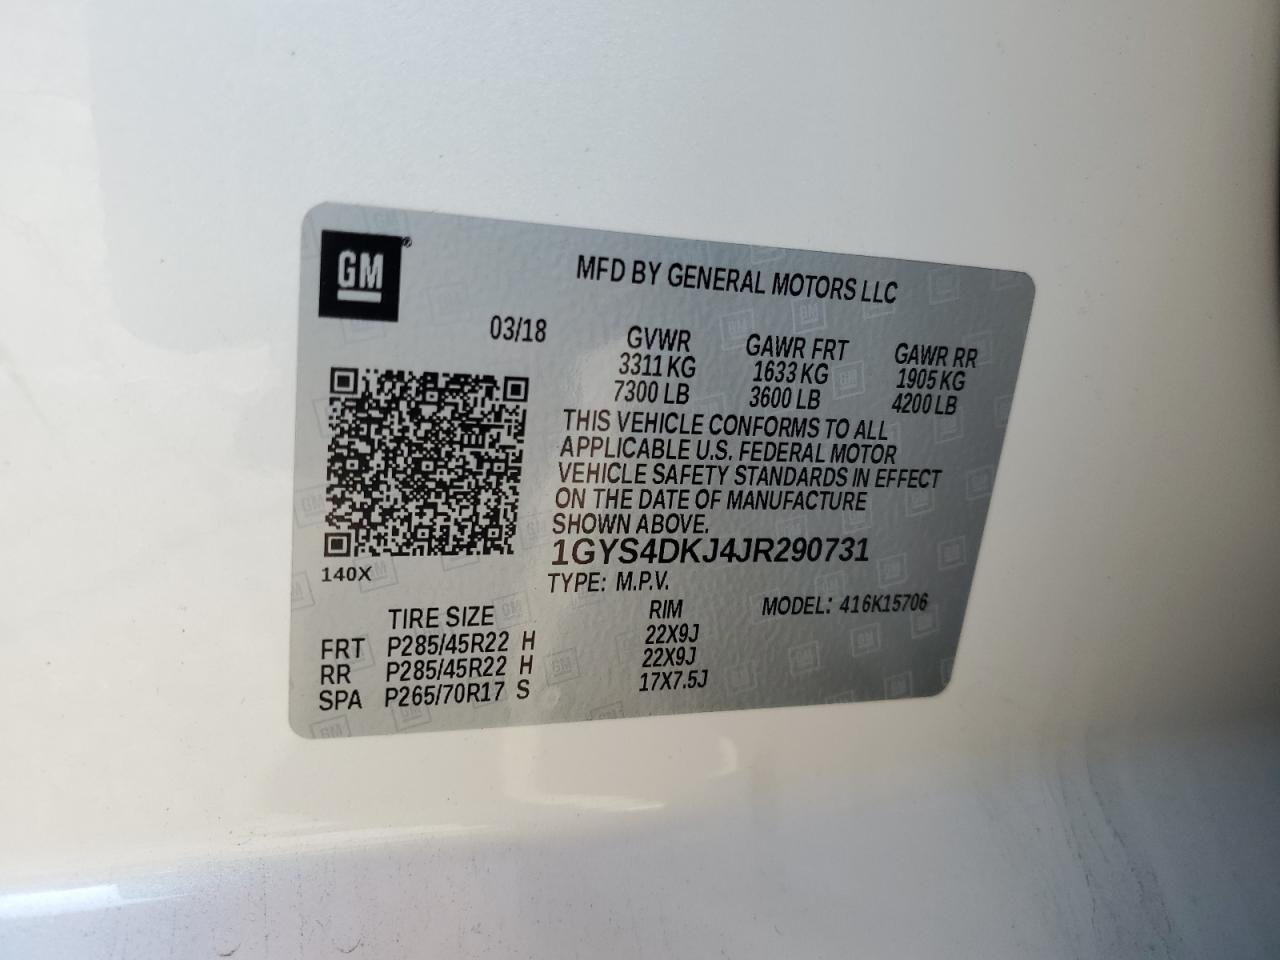 GM®
MFD BY GENERAL MOTORS LLC
03/18 GVWR GAWR FRT GAWR RR
3311 KG 1633 KG 1905 KG
7300 LB 3600 LB 4200 LB
THIS VEHICLE CONFORMS TO ALL
APPLICABLE U.S. FEDERAL MOTOR
VEHICLE SAFETY STANDARDS IN EFFECT
ON THE DATE OF MANUFACTURE
SHOWN ABOVE.
1GYS4DKJ4JR290731
140X
TYPE: M.P.V.
TIRE SIZE RIM MODEL: 416K15706
FRT P285/45R22 H 22X9J
RR P285/45R22 H 22X9J
SPA P265/70R17 S 17X7.5J